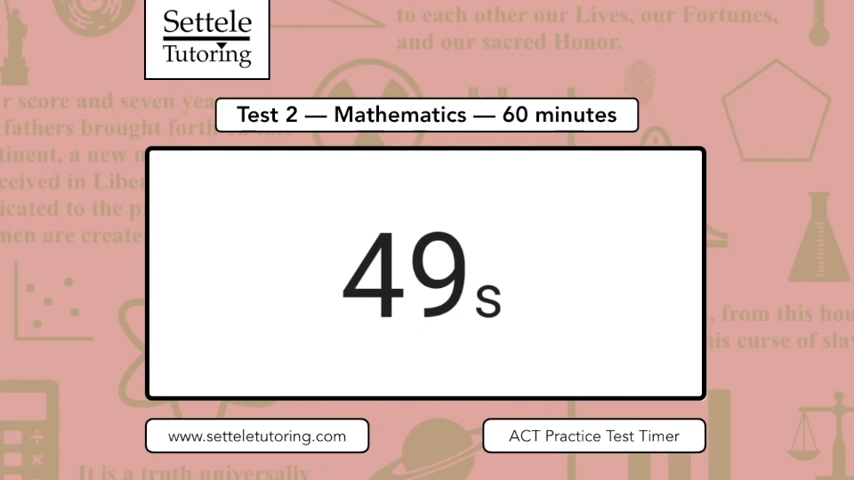 Settele
Tutoring
to each other our Lives, our Fortunes,
and our sacred Honor.
r score and seven yea
fathers brought forth
tinent, a new n
ceived in Liber
icated to the p
men are create
Test 2 — Mathematics — 60 minutes
49s
, from this hou
his curse of slav
www.setteletutoring.com
ACT Practice Test Timer
It is a truth universally